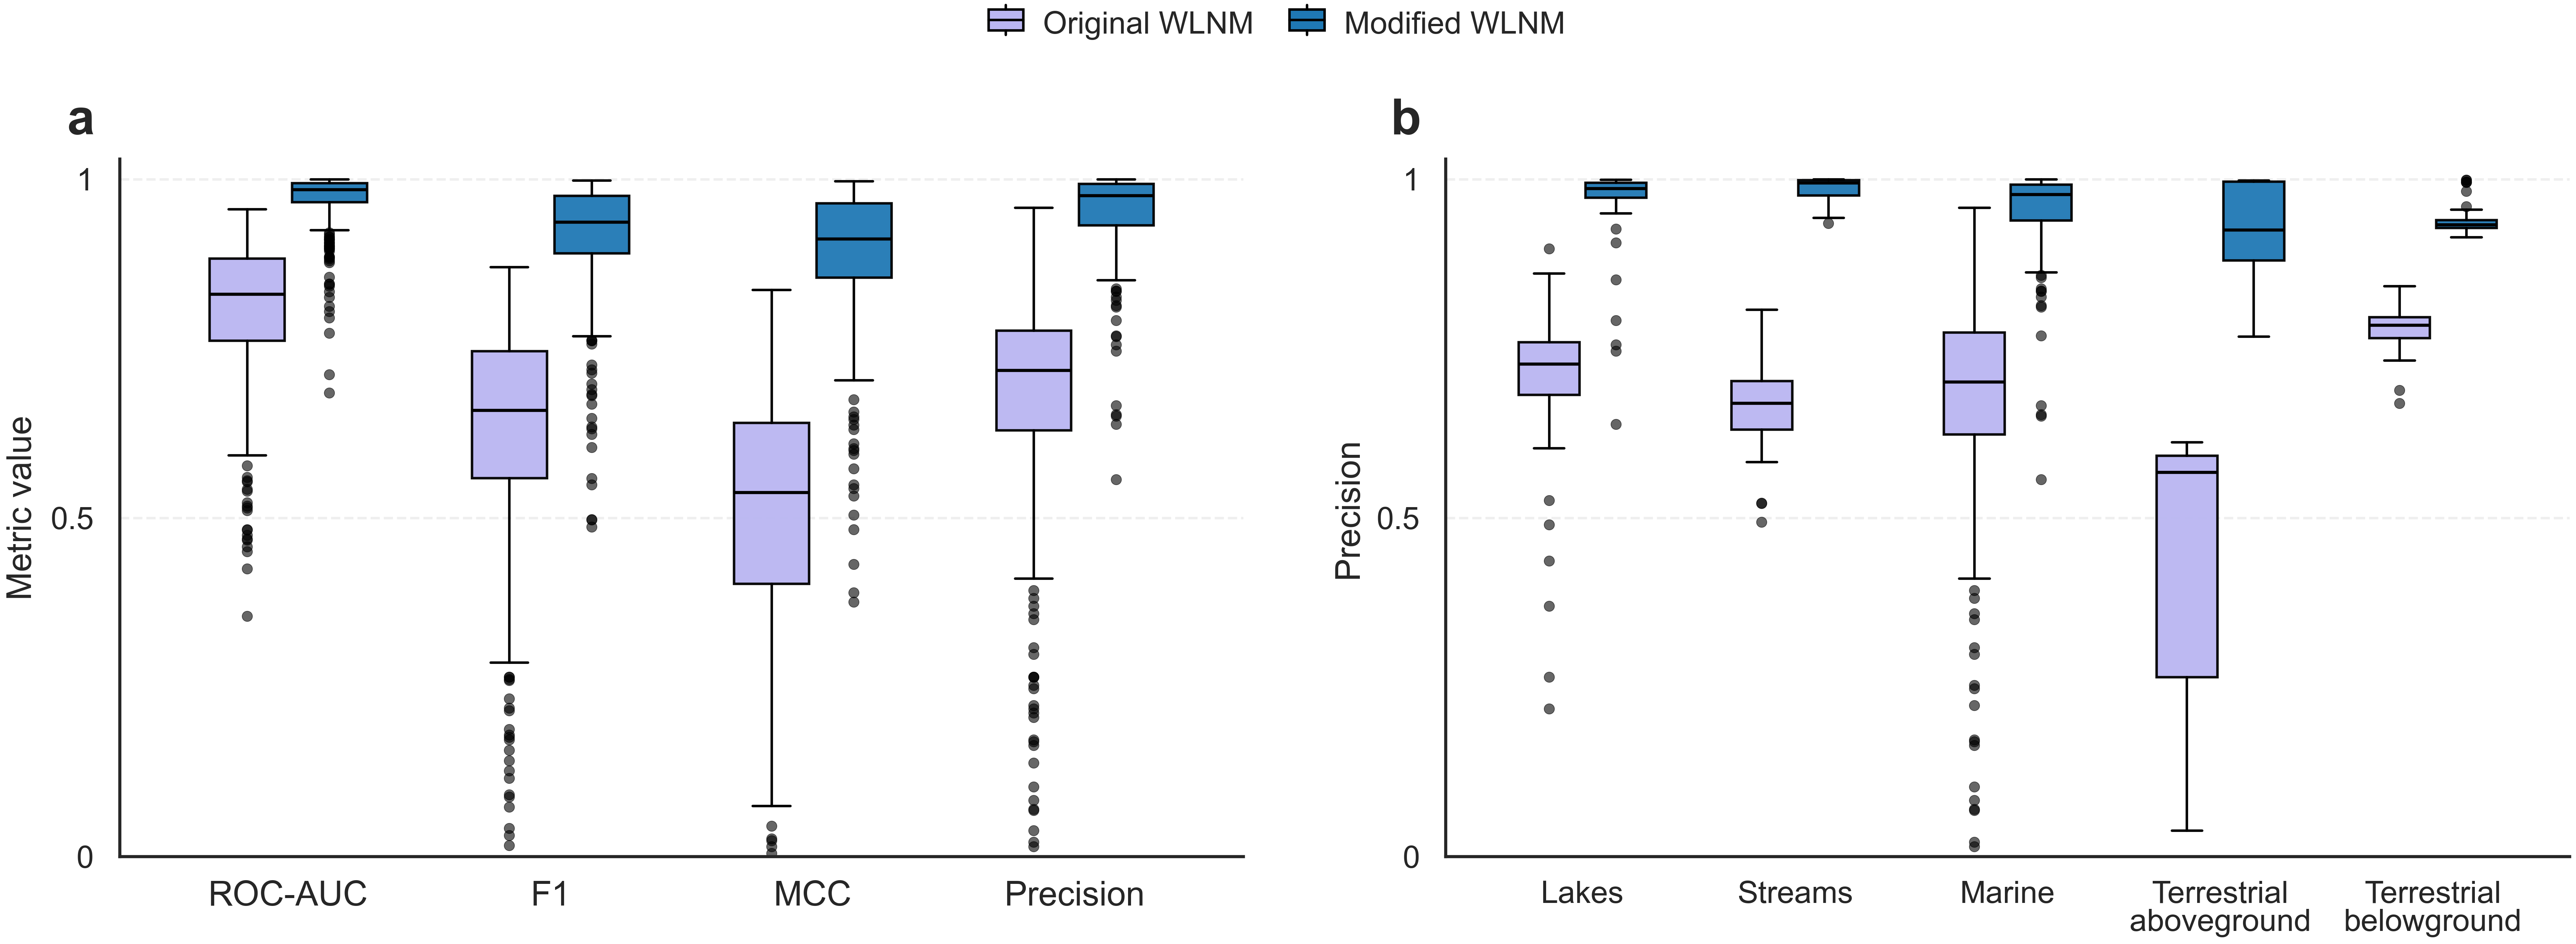 Original WLNM
Modified WLNM
a
Metric value
1
0.5
0
ROC-AUC
F1
MCC
Precision
b
Precision
1
0.5
0
Lakes
Streams
Marine
Terrestrial
aboveground
Terrestrial
belowground